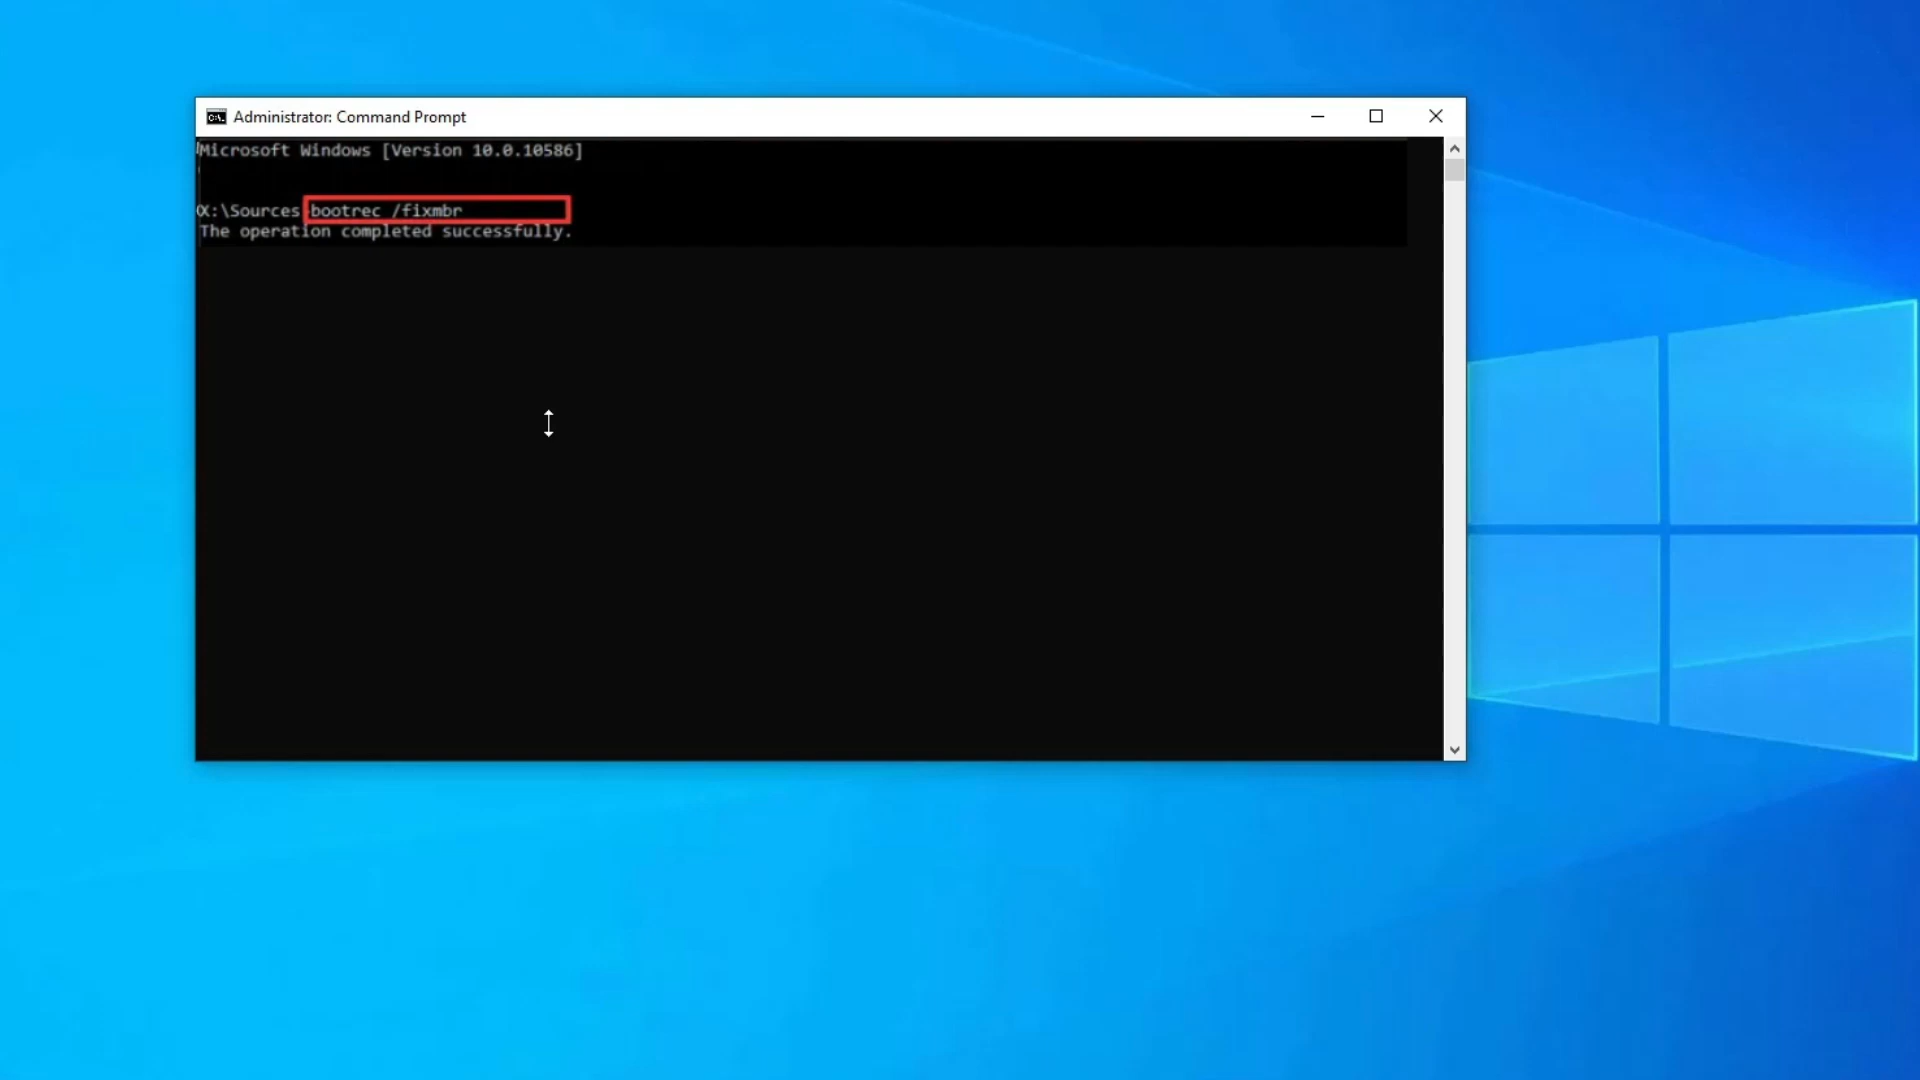 Administrator: Command Prompt
Microsoft Windows [Version 10.0.10586]
X:\Sources bootrec /fixmbr
The operation completed successfully.